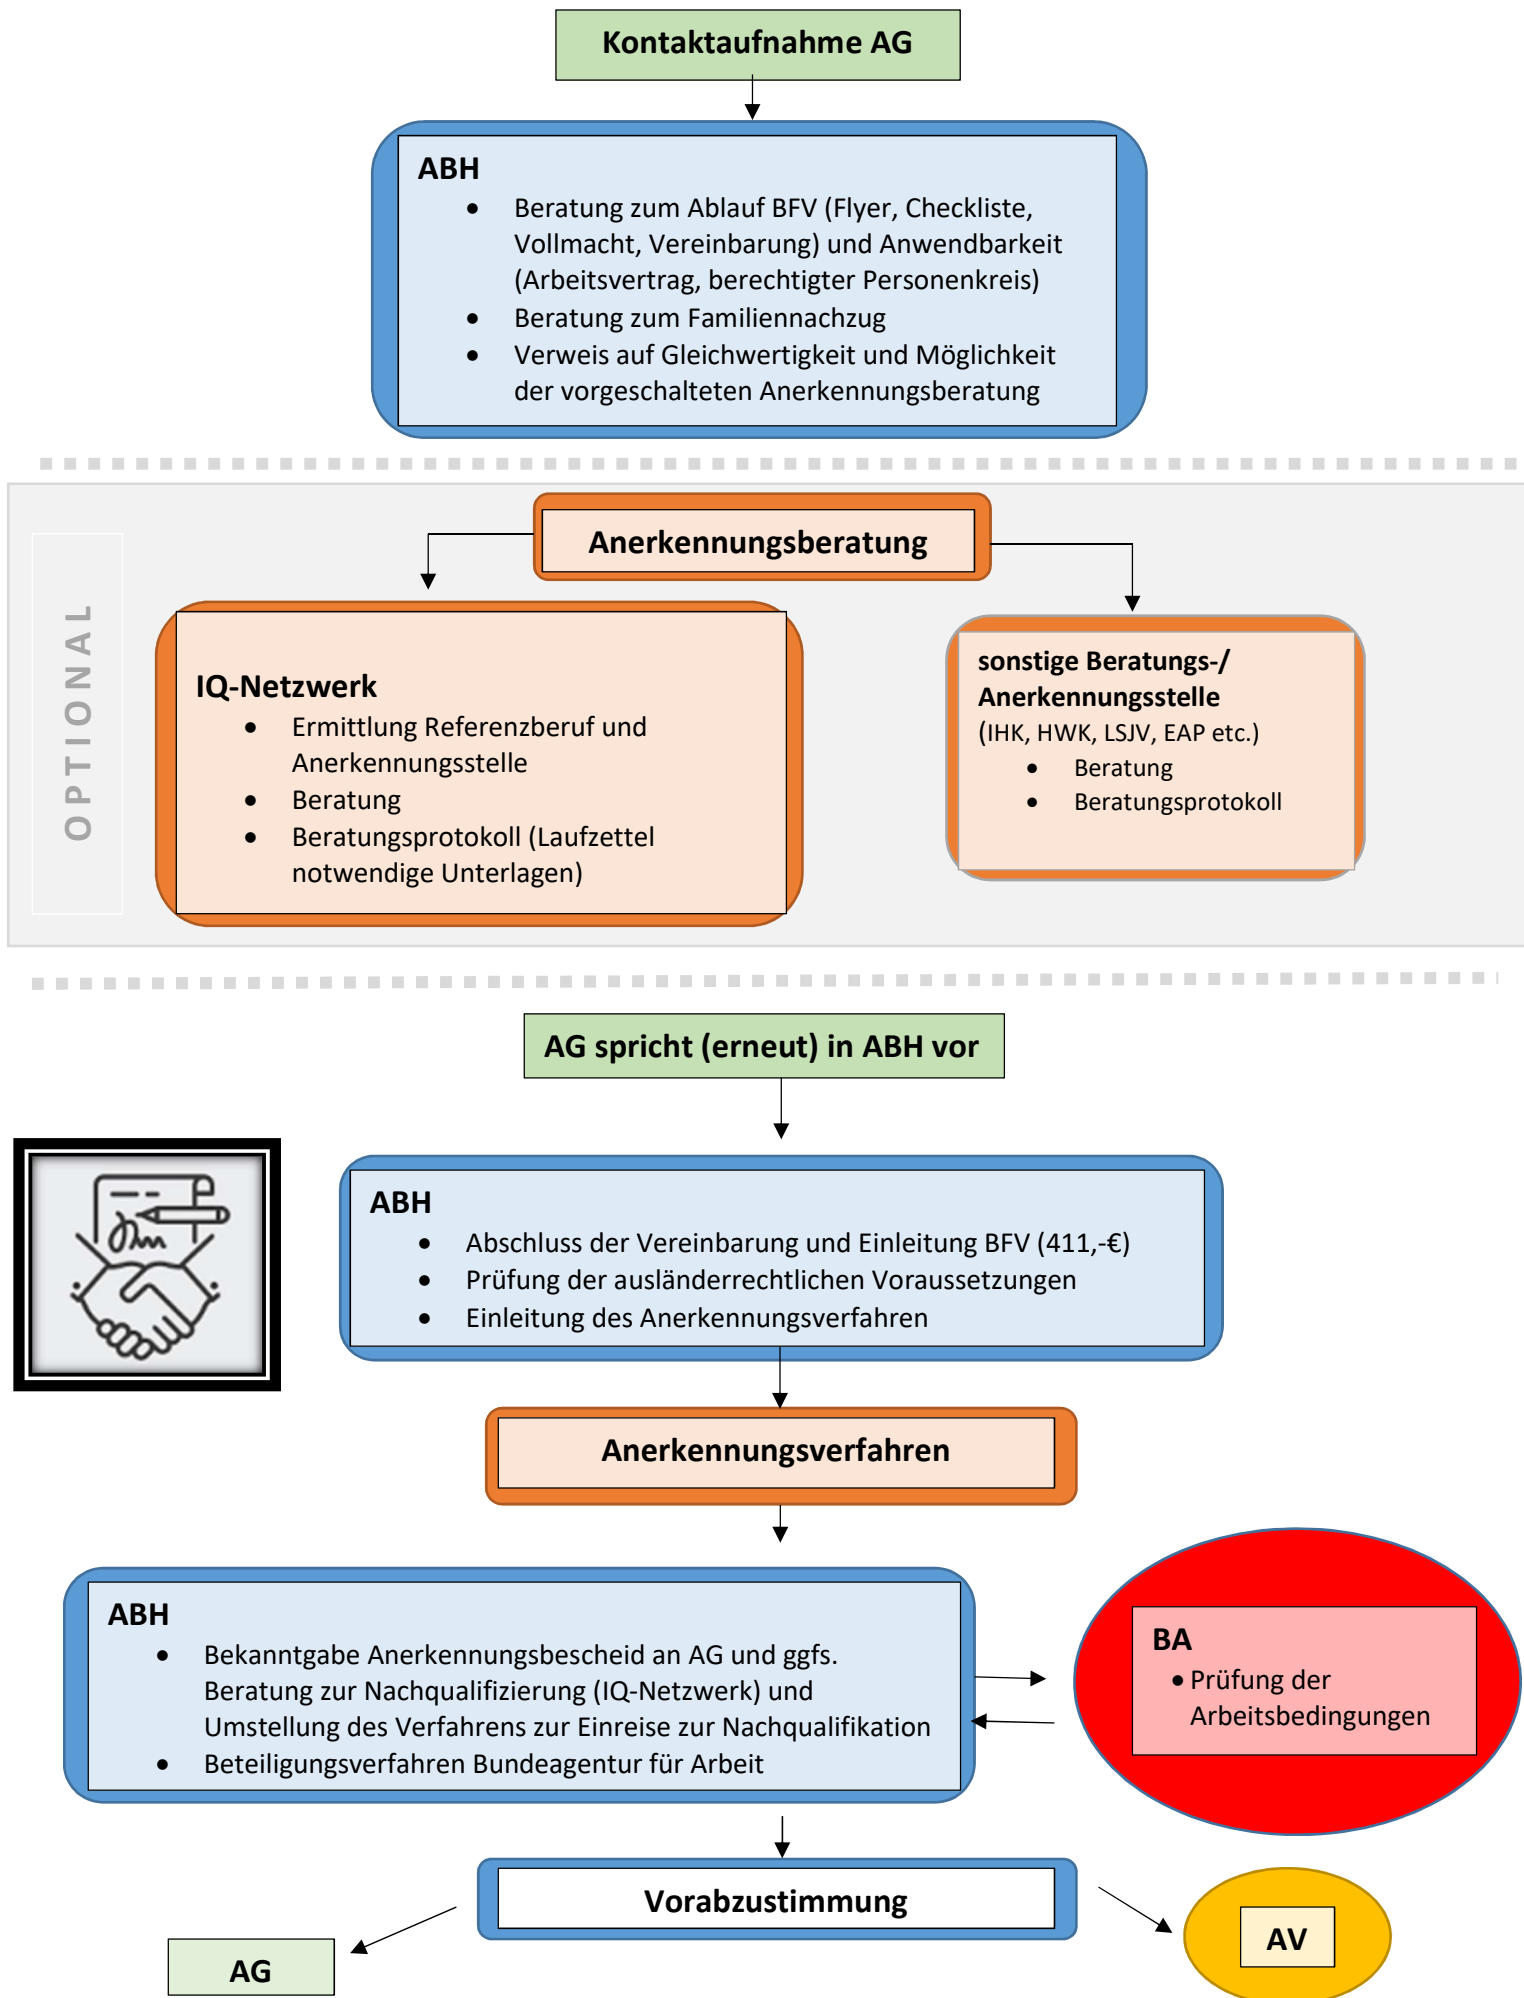 Kontaktaufnahme AG
ABH
• Beratung zum Ablauf BFV (Flyer, Checkliste,
Vollmacht, Vereinbarung) und Anwendbarkeit
(Arbeitsvertrag, berechtigter Personenkreis)
• Beratung zum Familiennachzug
• Verweis auf Gleichwertigkeit und Möglichkeit
der vorgeschalteten Anerkennungsberatung
OPTIONAL
Anerkennungsberatung
IQ-Netzwerk
• Ermittlung Referenzberuf und
Anerkennungsstelle
• Beratung
• Beratungsprotokoll (Laufzettel
notwendige Unterlagen)
sonstige Beratungs-/
Anerkennungsstelle
(IHK, HWK, LSJV, EAP etc.)
• Beratung
• Beratungsprotokoll
AG spricht (erneut) in ABH vor
ABH
• Abschluss der Vereinbarung und Einleitung BFV (411,-€)
• Prüfung der ausländerrechtlichen Voraussetzungen
• Einleitung des Anerkennungsverfahren
Anerkennungsverfahren
ABH
• Bekanntgabe Anerkennungsbescheid an AG und ggfs.
Beratung zur Nachqualifizierung (IQ-Netzwerk) und
Umstellung des Verfahrens zur Einreise zur Nachqualifikation
• Beteiligungsverfahren Bundeagentur für Arbeit
BA
• Prüfung der
Arbeitsbedingungen
Vorabzustimmung
AG
AV